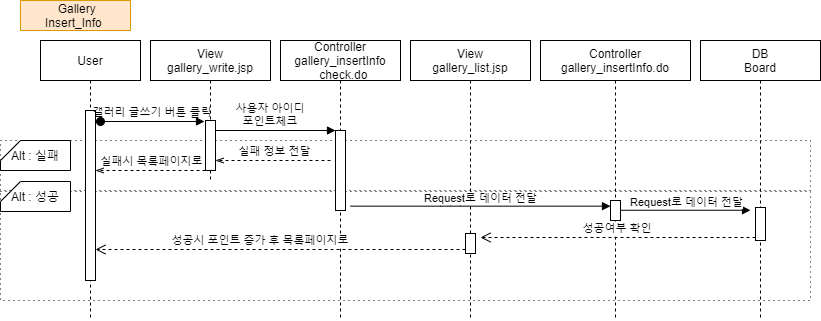 Gallery
Insert_Info
User
View
gallery_write.jsp
Controller
gallery_insertInfo
check.do
View
gallery_list.jsp
Controller
gallery_insertInfo.do
DB
Board
갤러리 글쓰기 버튼 클릭
사용자 아이디
포인트체크
Alt : 실패
실패 정보 전달
실패시 목록페이지로
Alt : 성공
Request로 데이터 전달
Request로 데이터 전달
성공여부 확인
성공시 포인트 증가 후 목록페이지로